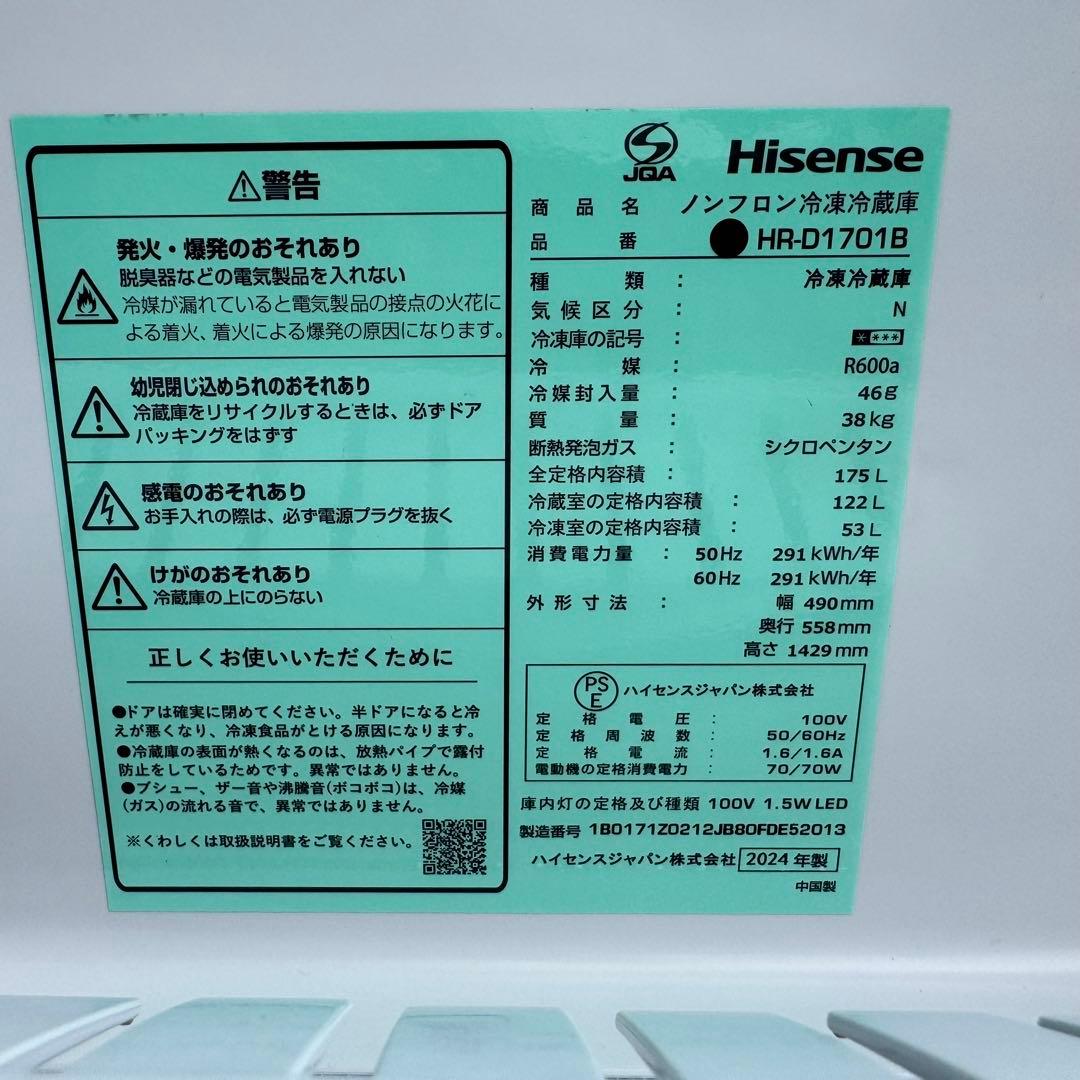 警告
発火・爆発のおそれあり
脱臭器などの電気製品を入れない
冷媒が漏れていると電気製品の接点の火花に
よる着火、着火による爆発の原因になります。
幼児閉じ込められのおそれあり
冷蔵庫をリサイクルするときは、必ずドア
パッキングをはずす
感電のおそれあり
お手入れの際は、必ず電源プラグを抜く
けがのおそれあり
冷蔵庫の上にのらない
正しくお使いいただくために
●ドアは確実に閉めてください。半ドアになると冷
えが悪くなり、冷凍食品がとける原因になります。
●冷蔵庫の表面が熱くなるのは、放熱パイプで露付
防止をしているためです。異常ではありません。
●ブシュー、ザー音や沸騰音(ボコボコ)は、冷媒
(ガス)の流れる音で、異常ではありません。
※くわしくは取扱説明書をご覧ください。
JQA
Hisense
商品名 ノンフロン冷凍冷蔵庫
品番 ●HR-D1701B
種類： 冷凍冷蔵庫
気候区分： N
冷凍庫の記号： ****
冷媒： R600a
冷媒封入量： 46g
質量： 38kg
断熱発泡ガス： シクロペンタン
全定格内容積： 175L
冷蔵室の定格内容積： 122L
冷凍室の定格内容積： 53L
消費電力量： 50Hz 291kWh/年
60Hz 291kWh/年
外形寸法： 幅 490mm
奥行 558mm
高さ 1429mm
PSE ハイセンスジャパン株式会社
定格電圧： 100V
定格周波数： 50/60Hz
定格電流： 1.6/1.6A
電動機の定格消費電力： 70/70W
庫内灯の定格及び種類 100V 1.5W LED
製造番号 1B0171Z0212JB80FDE52013
ハイセンスジャパン株式会社 2024年製
中国製